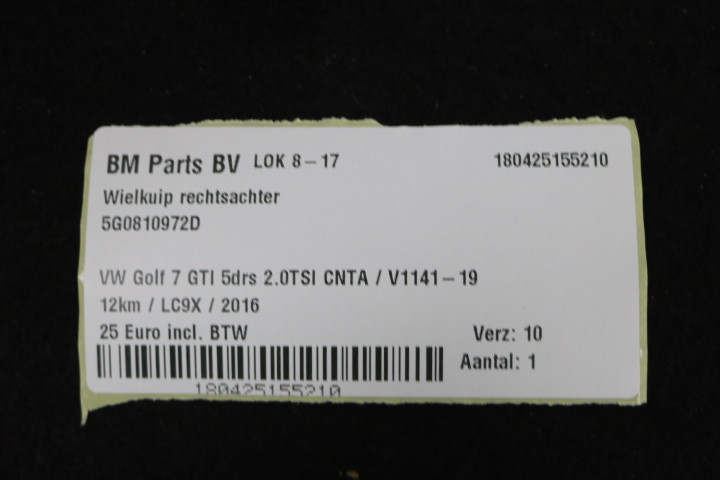 BM Parts BV LOK 8-17 180425155210
Wielkuip rechtsachter
5G0810972D
VW Golf 7 GTI 5drs 2.0TSI CNTA / V1141-19
12km / LC9X / 2016
25 Euro incl. BTW Verz: 10
Aantal: 1
180425155210